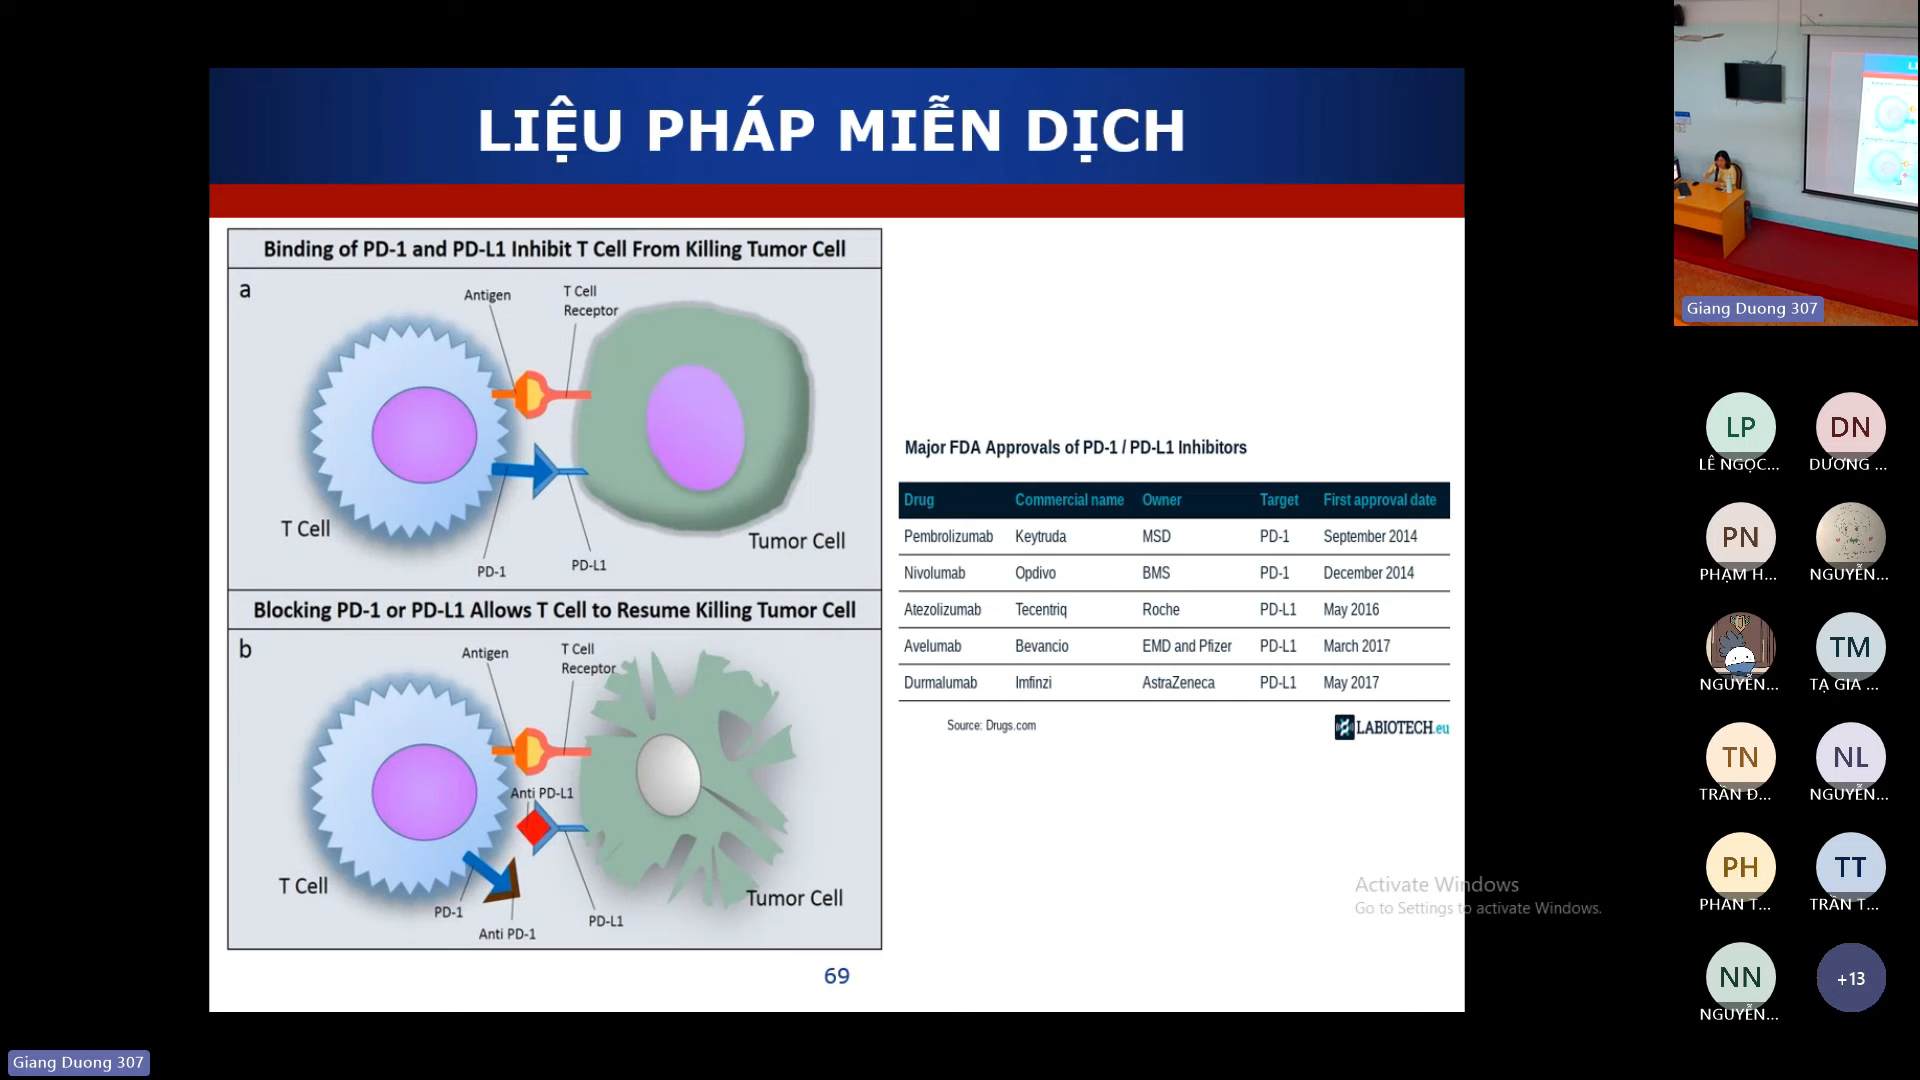 LIỆU PHÁP MIỄN DỊCH
Binding of PD-1 and PD-L1 Inhibit T Cell From Killing Tumor Cell
a
Antigen
T Cell
Receptor
T Cell
Tumor Cell
PD-1
PD-L1
Blocking PD-1 or PD-L1 Allows T Cell to Resume Killing Tumor Cell
b
Antigen
T Cell
Receptor
Anti PD-L1
T Cell
Tumor Cell
PD-1
Anti PD-1
PD-L1
Major FDA Approvals of PD-1 / PD-L1 Inhibitors
Drug Commercial name Owner Target First approval date
Pembrolizumab Keytruda MSD PD-1 September 2014
Nivolumab Opdivo BMS PD-1 December 2014
Atezolizumab Tecentriq Roche PD-L1 May 2016
Avelumab Bevancio EMD and Pfizer PD-L1 March 2017
Durmalumab Imfinzi AstraZeneca PD-L1 May 2017
Source: Drugs.com
LABIOTECH.eu
69
Activate Windows
Go to Settings to activate Windows.
Giang Duong 307
LP
LÊ NGỌC...
DN
DƯƠNG ...
PN
PHẠM H...
NGUYỄN...
NGUYỄN...
TM
TẠ GIA ...
TN
TRẦN Đ...
NL
NGUYỄN...
PH
PHAN T...
TT
TRẦN T...
NN
NGUYỄN...
+13
Giang Duong 307